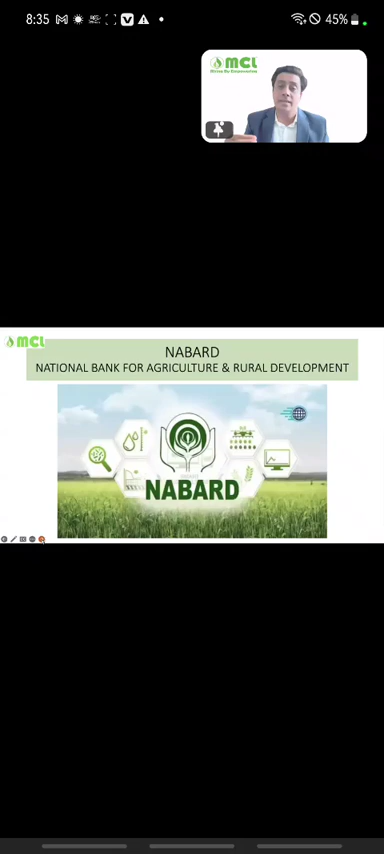 8:35
45%
MCL
NABARD
NATIONAL BANK FOR AGRICULTURE & RURAL DEVELOPMENT
MCL
NABARD